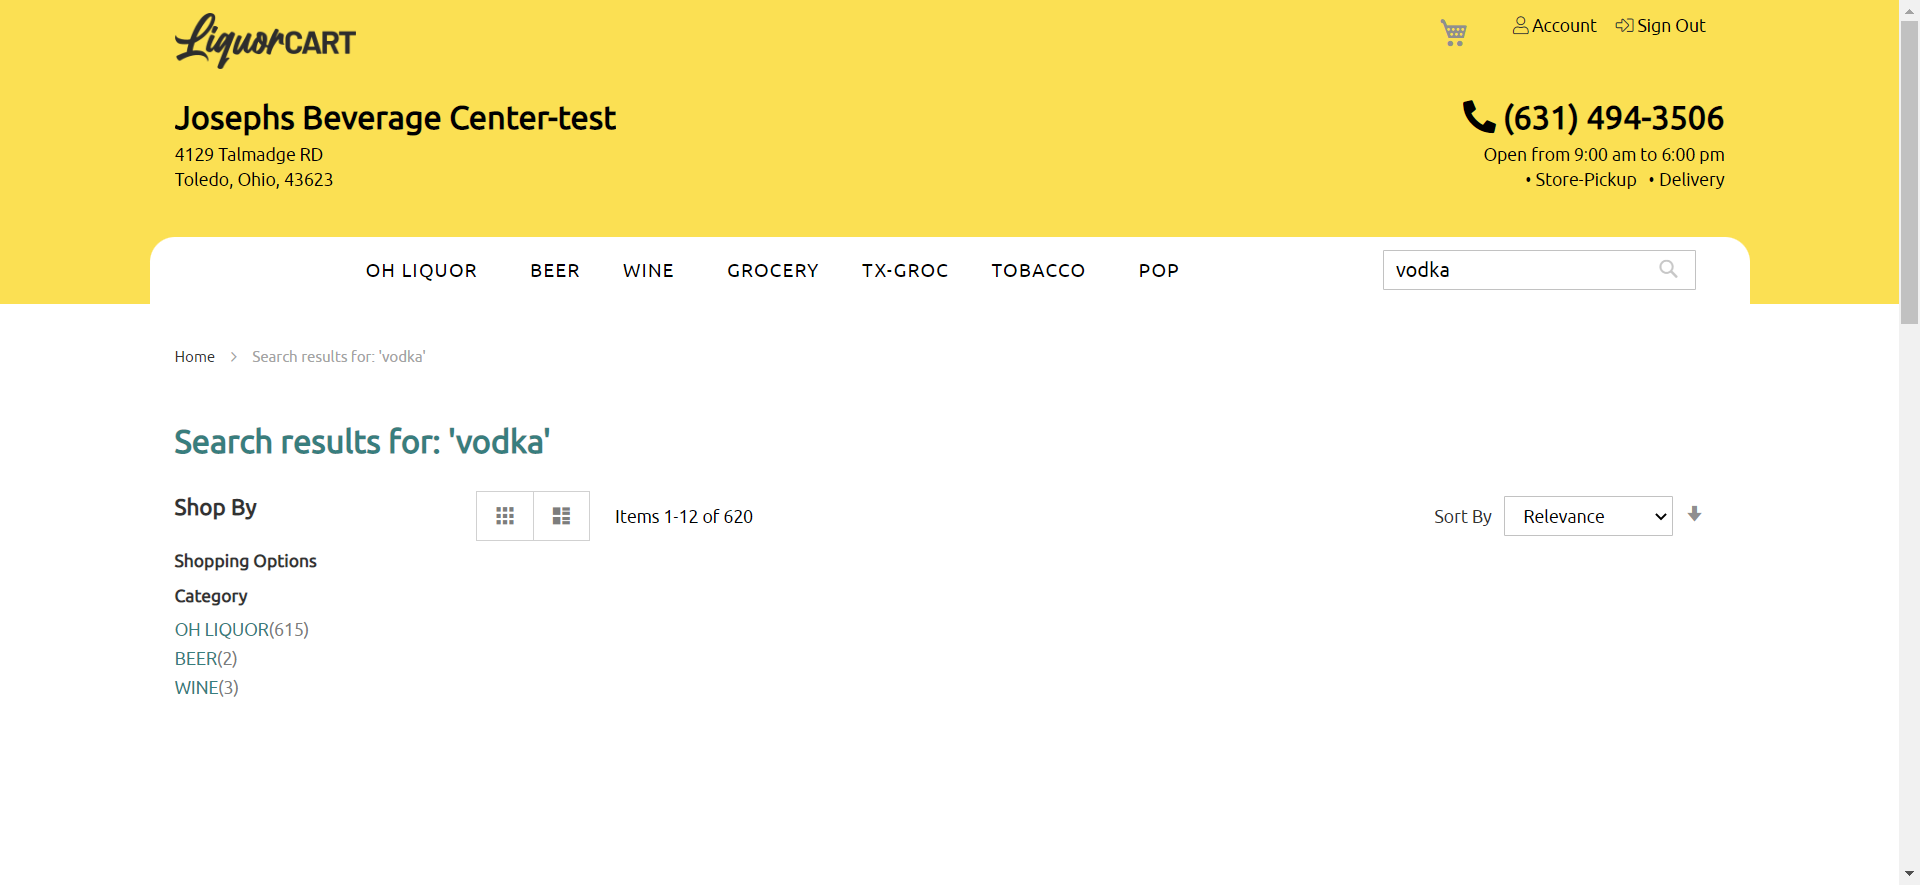 LiquorCART
Account
Sign Out
Josephs Beverage Center-test
4129 Talmadge RD
Toledo, Ohio, 43623
(631) 494-3506
Open from 9:00 am to 6:00 pm
• Store-Pickup • Delivery
OH LIQUOR BEER WINE GROCERY TX-GROC TOBACCO POP
vodka
Home > Search results for: 'vodka'
Search results for: 'vodka'
Shop By
Items 1-12 of 620
Sort By Relevance
Shopping Options
Category
OH LIQUOR(615)
BEER(2)
WINE(3)